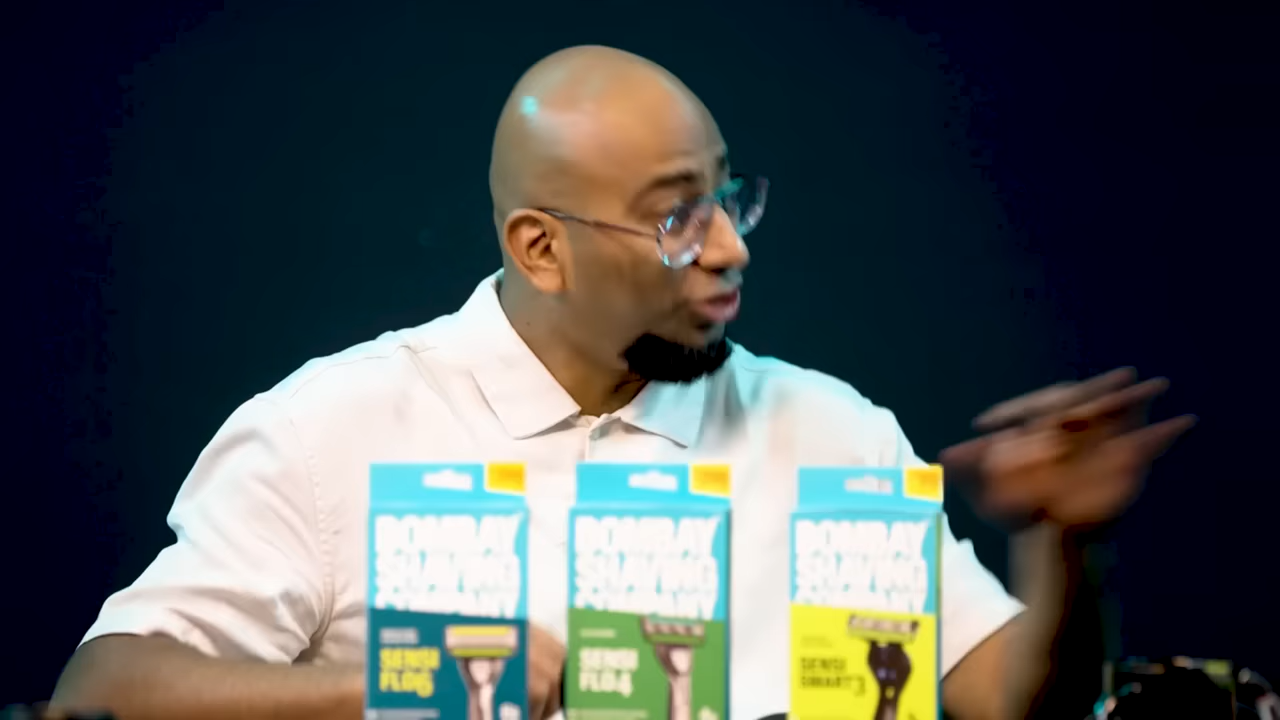 BOMBAY
SHAVING
COMPANY
SENSI
FLO6
BOMBAY
SHAVING
COMPANY
SENSI
FLO4
BOMBAY
SHAVING
COMPANY
SENSI
SMART3